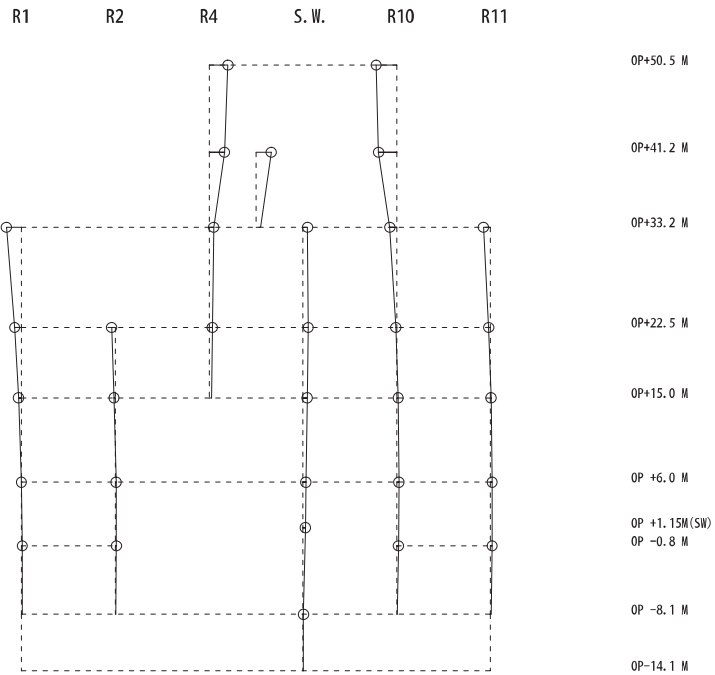 R1 R2 R4 S.W. R10 R11
OP+50.5 M
OP+41.2 M
OP+33.2 M
OP+22.5 M
OP+15.0 M
OP +6.0 M
OP +1.15M(SW)
OP -0.8 M
OP -8.1 M
OP-14.1 M